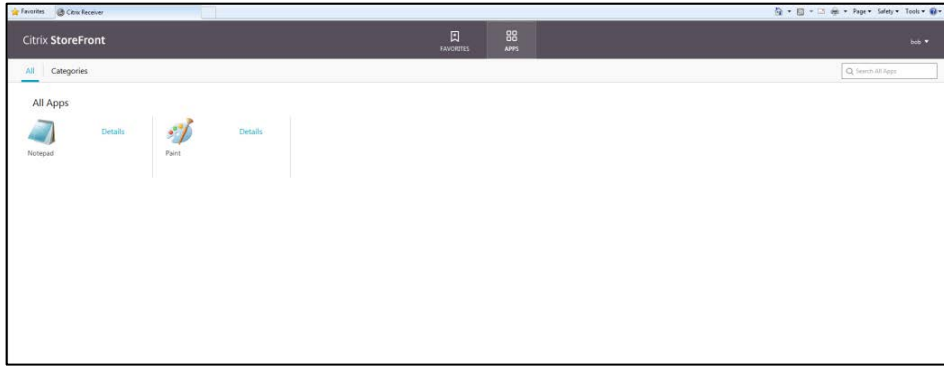 Favorites Citrix Receiver Page Safety Tools
Citrix StoreFront FAVORITES APPS bob
All Categories Search All Apps
All Apps
Details Details
Notepad Paint